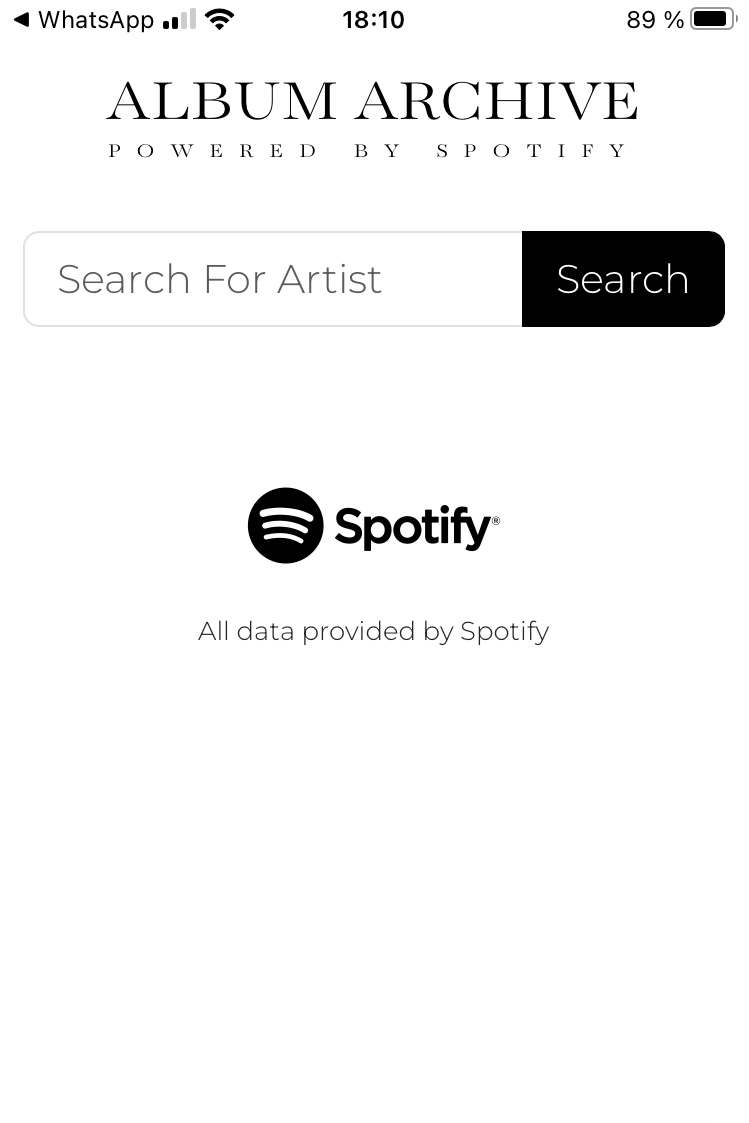 WhatsApp 18:10 89 %
ALBUM ARCHIVE
POWERED BY SPOTIFY
Search For Artist Search
Spotify®
All data provided by Spotify